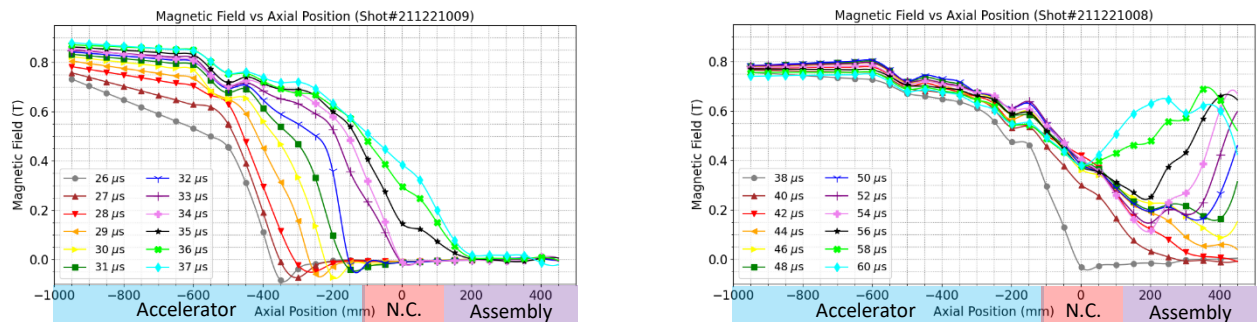 Magnetic Field vs Axial Position (Shot#211221009)
Magnetic Field (T)
0.8
0.6
0.4
0.2
0.0
26 μs
27 μs
28 μs
29 μs
30 μs
31 μs
32 μs
33 μs
34 μs
35 μs
36 μs
37 μs
−1000 −800 −600 −400 −200 0 200 400
Accelerator Axial Position (mm) N.C. Assembly
Magnetic Field vs Axial Position (Shot#211221008)
Magnetic Field (T)
0.8
0.6
0.4
0.2
0.0
38 μs
40 μs
42 μs
44 μs
46 μs
48 μs
50 μs
52 μs
54 μs
56 μs
58 μs
60 μs
−1000 −800 −600 −400 −200 0 200 400
Accelerator Axial Position (mm) N.C. Assembly